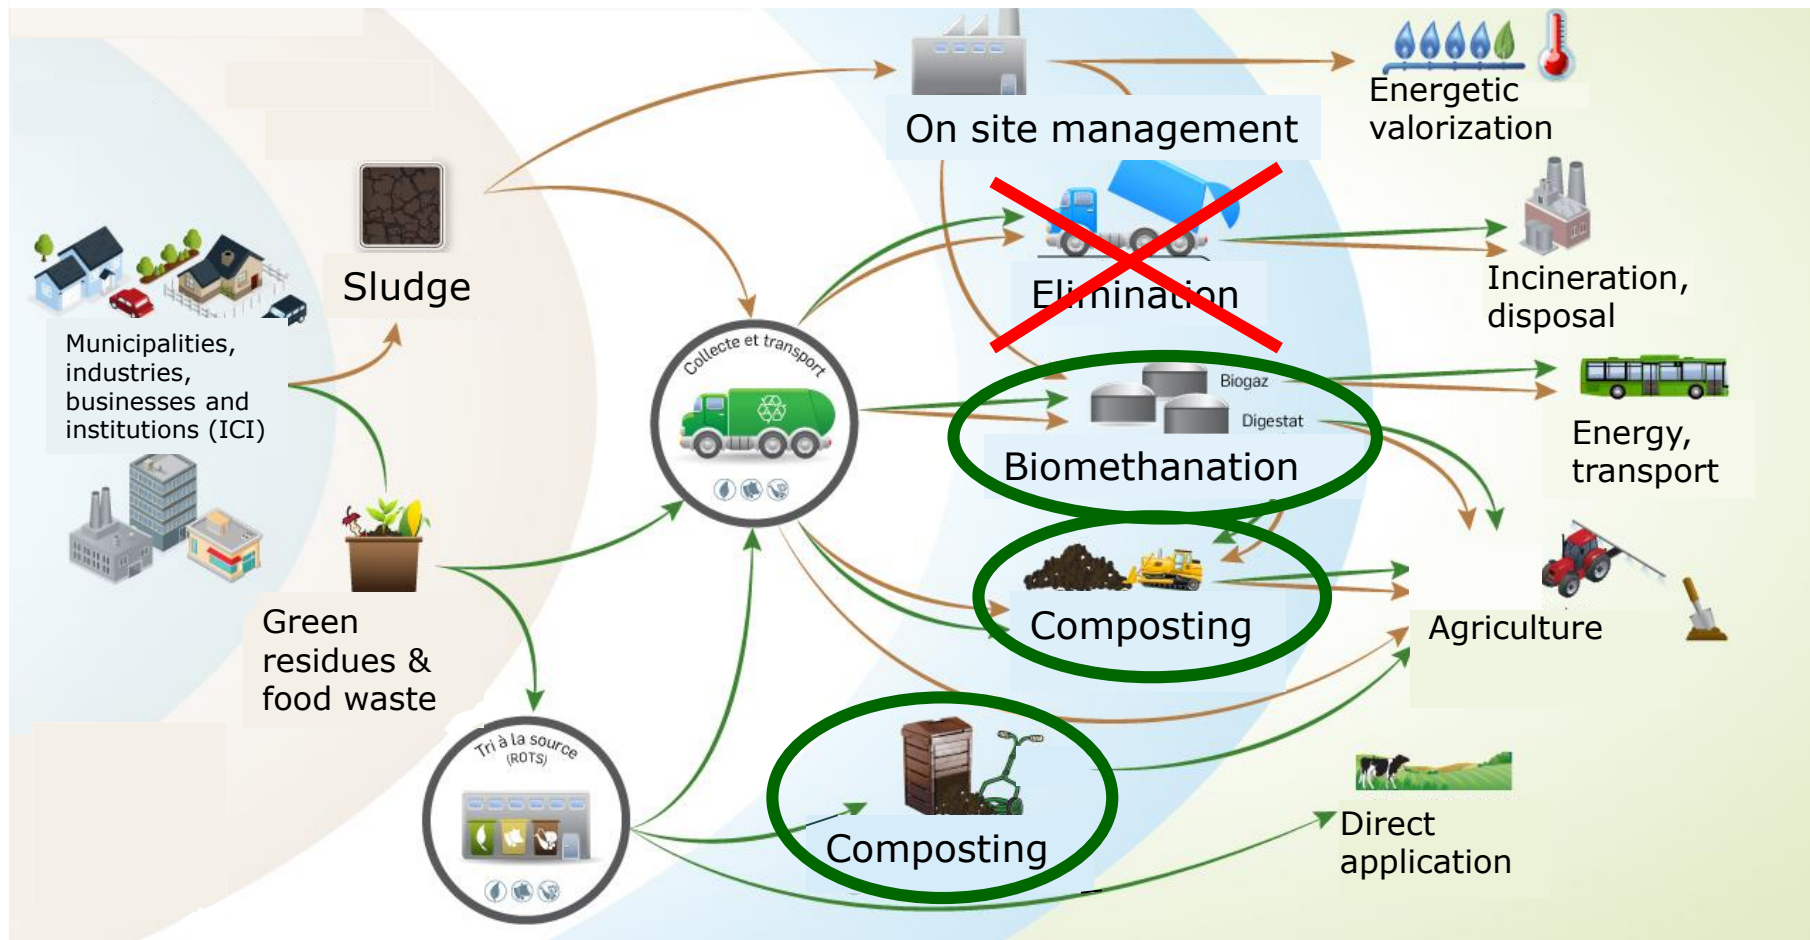 Energetic
valorization
On site management
Sludge
Elimination
Incineration,
disposal
Municipalities,
industries,
businesses and
institutions (ICI)
Collecte et transport
Biogaz
Digestat
Biomethanation
Energy,
transport
Composting
Agriculture
Green
residues &
food waste
Tri à la source
(ROTS)
Composting
Direct
application